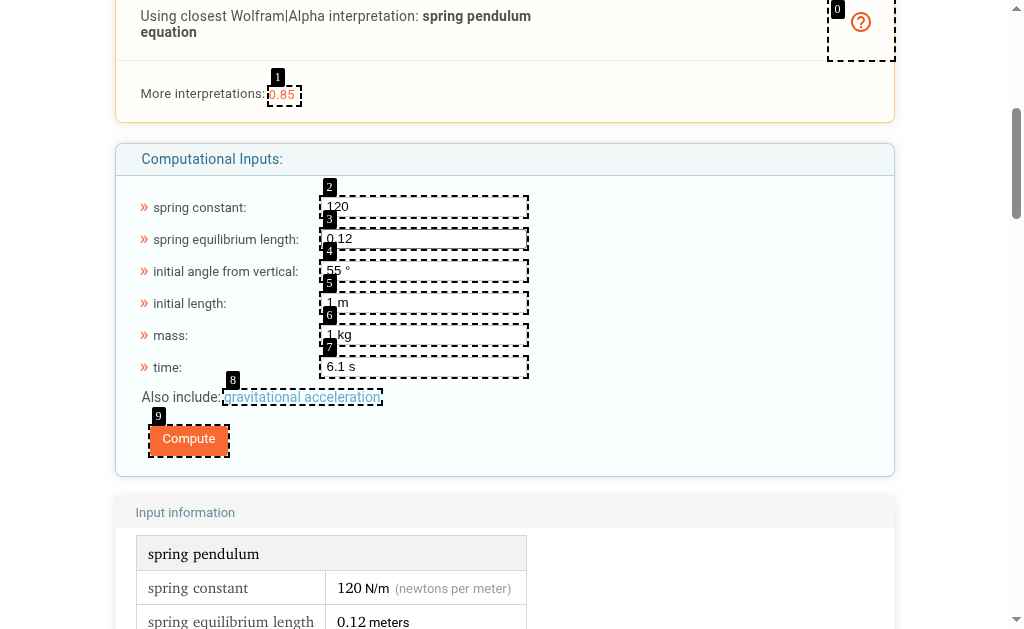 Using closest Wolfram|Alpha interpretation: spring pendulum
equation
0
1
More interpretations: 0.85
Computational Inputs:
2
» spring constant: 120
3
» spring equilibrium length: 0.12
4
» initial angle from vertical: 55 °
5
» initial length: 1 m
6
» mass: 1 kg
7
» time: 6.1 s
8
Also include: gravitational acceleration
9
Compute
Input information
spring pendulum
spring constant 120 N/m (newtons per meter)
spring equilibrium length 0.12 meters